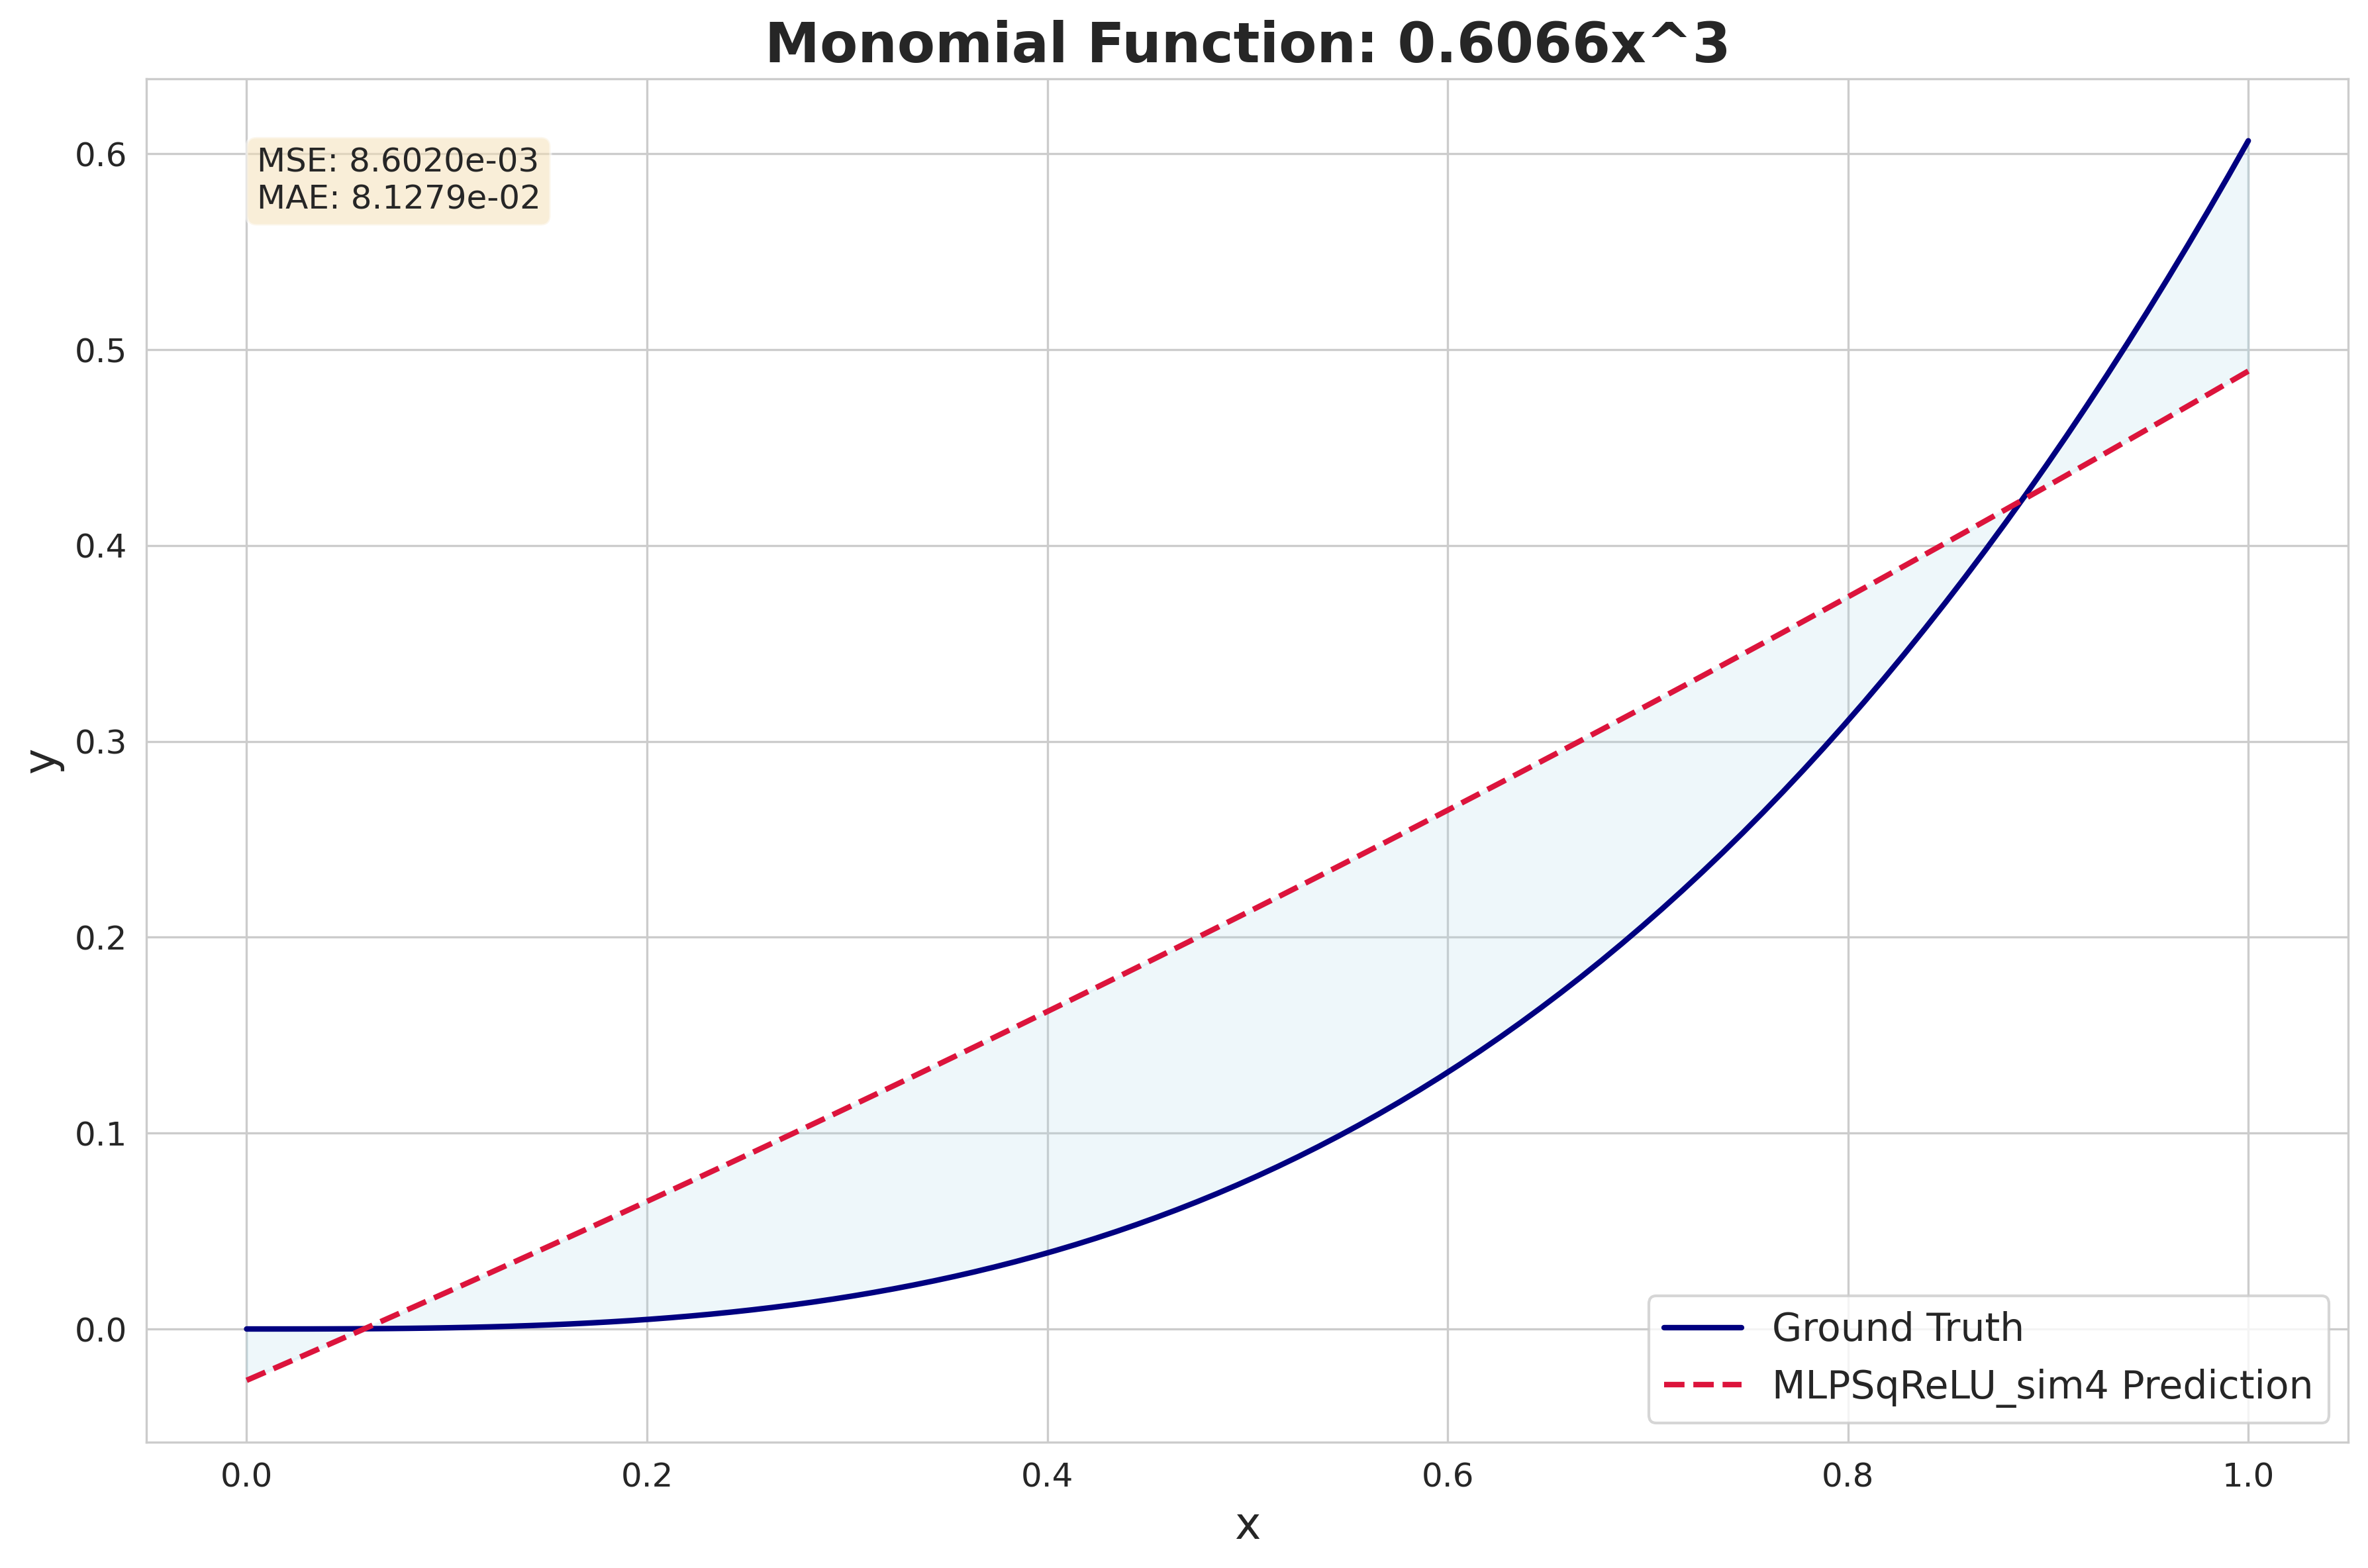 Monomial Function: 0.6066x^3
MSE: 8.6020e-03
MAE: 8.1279e-02
0.6
0.5
0.4
0.3
0.2
0.1
0.0
y
Ground Truth
MLPSqReLU_sim4 Prediction
0.0 0.2 0.4 0.6 0.8 1.0
x